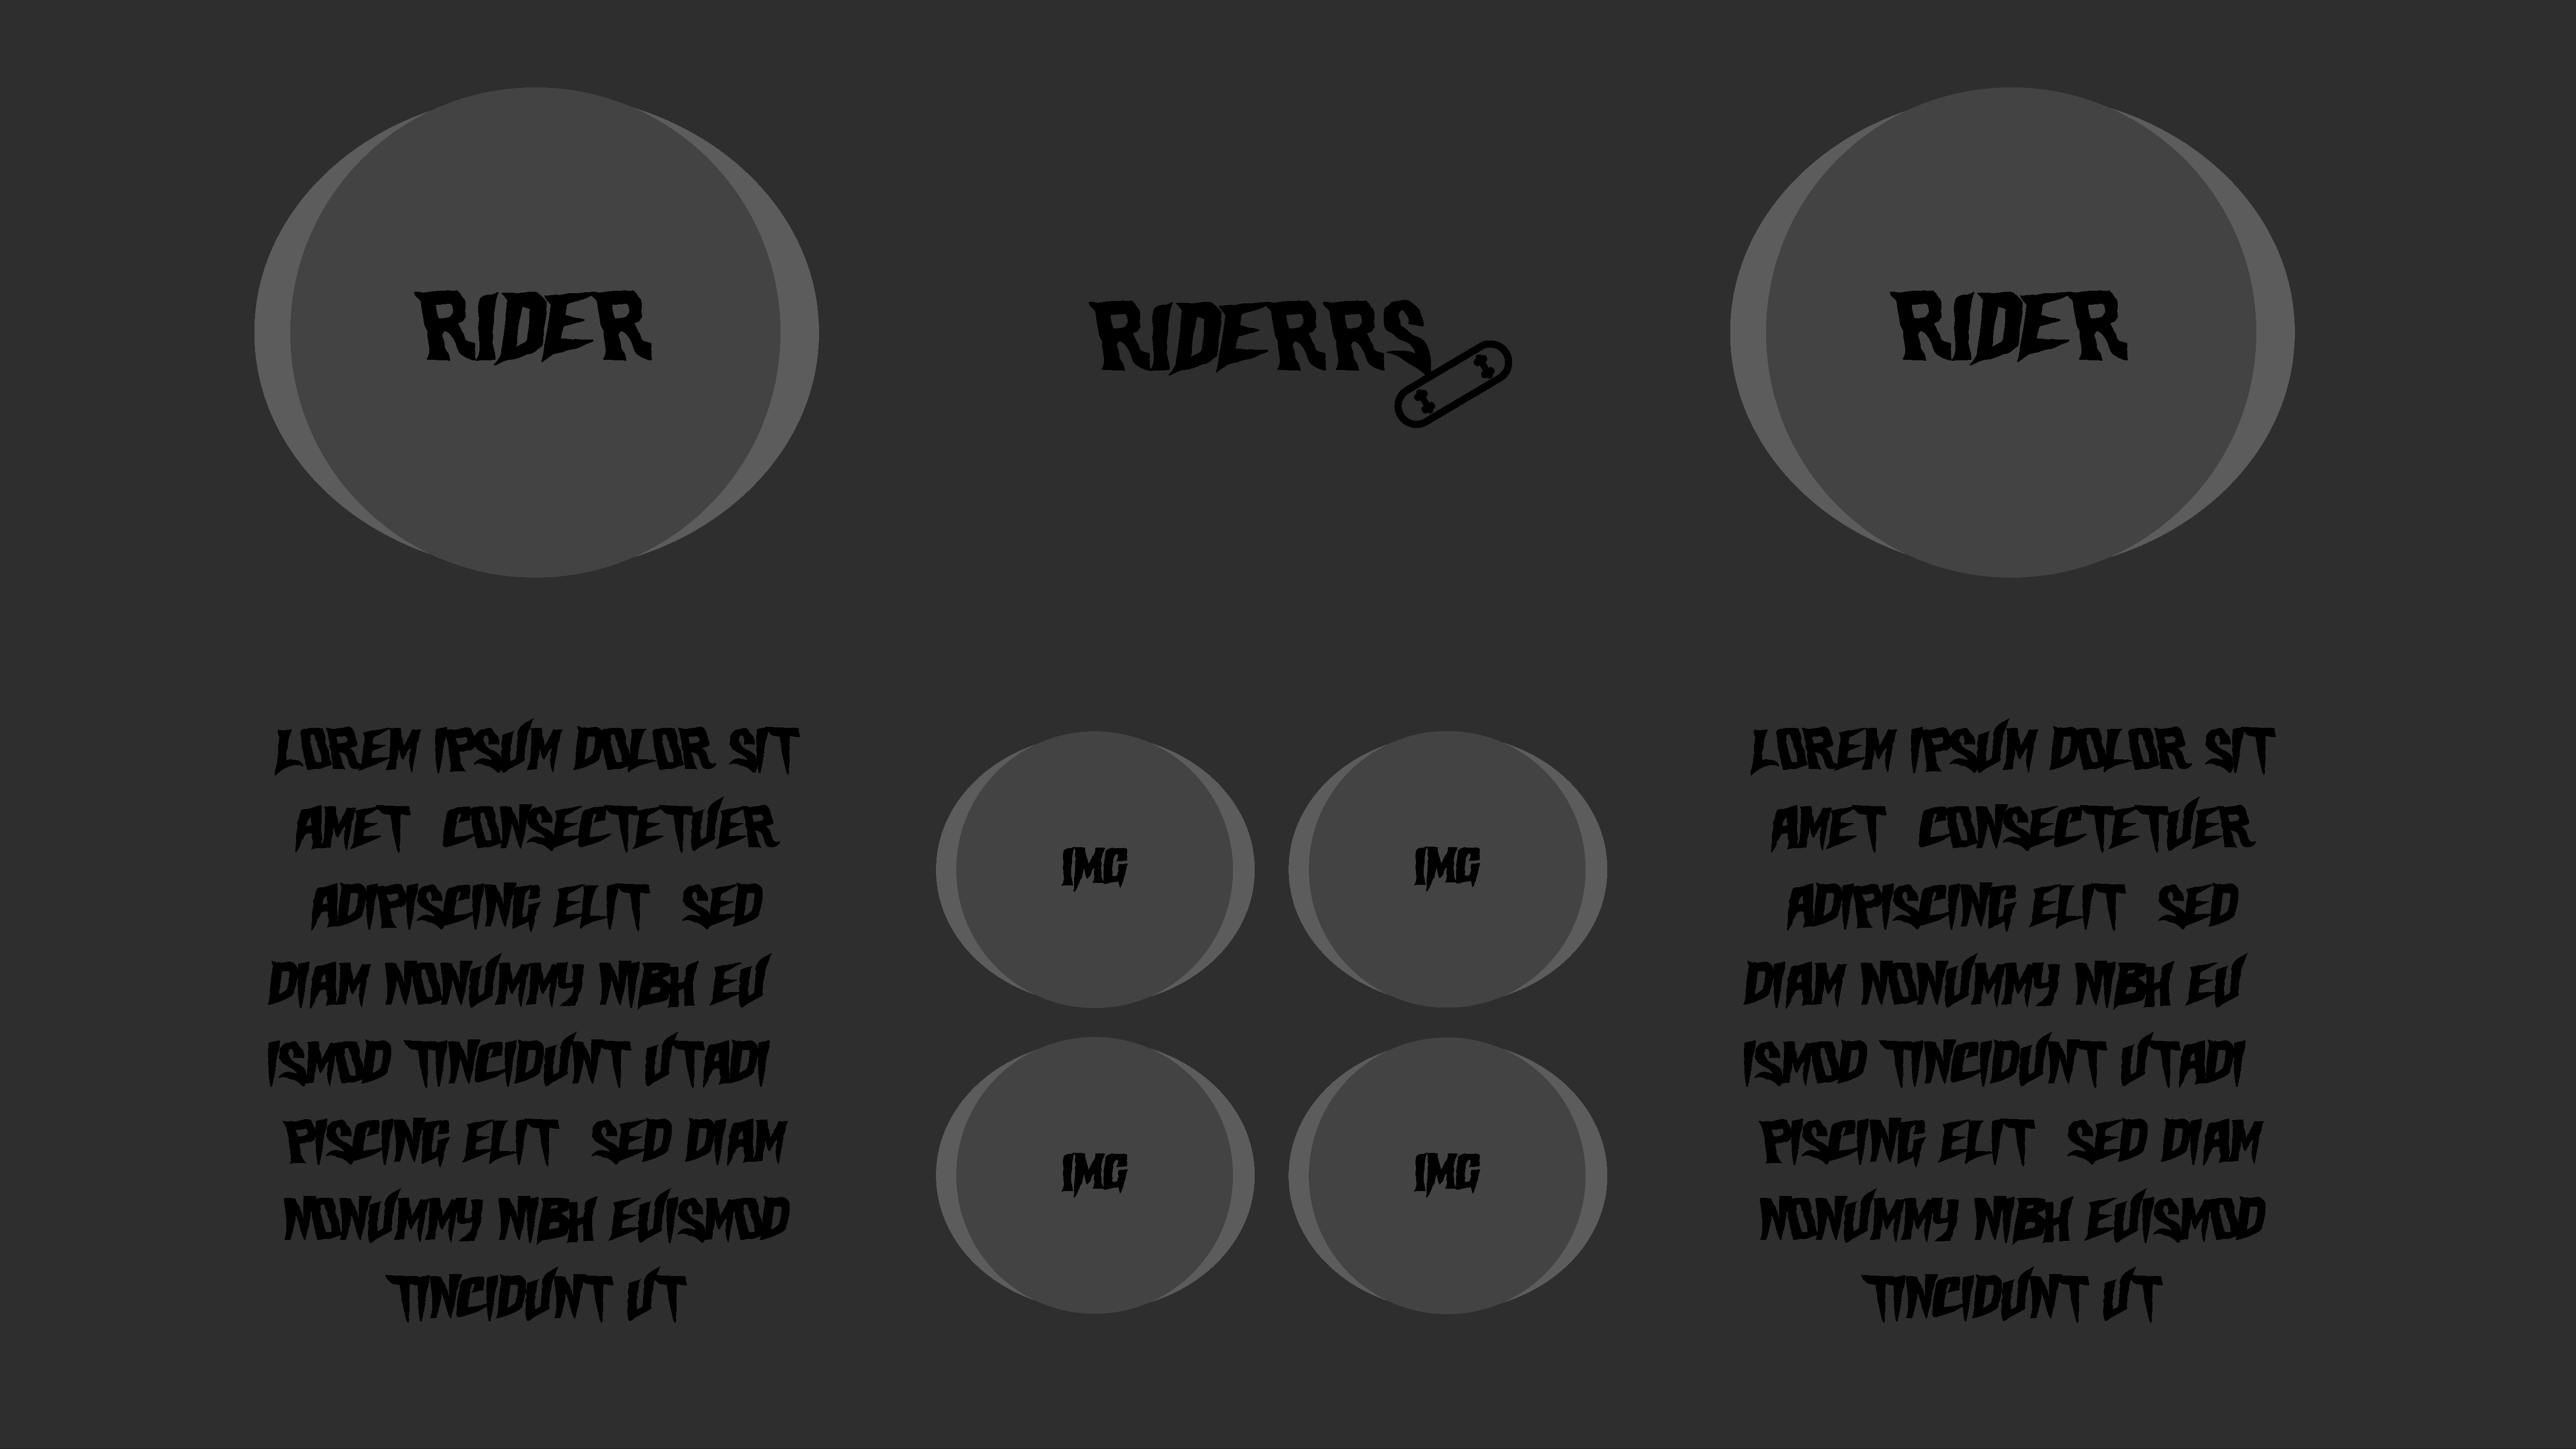 RIDER
RIDERRS
RIDER
LOREM IPSUM DOLOR SIT
AMET CONSECTETUER
ADIPISCING ELIT SED
DIAM NONUMMY NIBH EU
ISMOD TINCIDUNT UTADI
PISCING ELIT SED DIAM
NONUMMY NIBH EUISMOD
TINCIDUNT UT
IMG
IMG
IMG
IMG
LOREM IPSUM DOLOR SIT
AMET CONSECTETUER
ADIPISCING ELIT SED
DIAM NONUMMY NIBH EU
ISMOD TINCIDUNT UTADI
PISCING ELIT SED DIAM
NONUMMY NIBH EUISMOD
TINCIDUNT UT